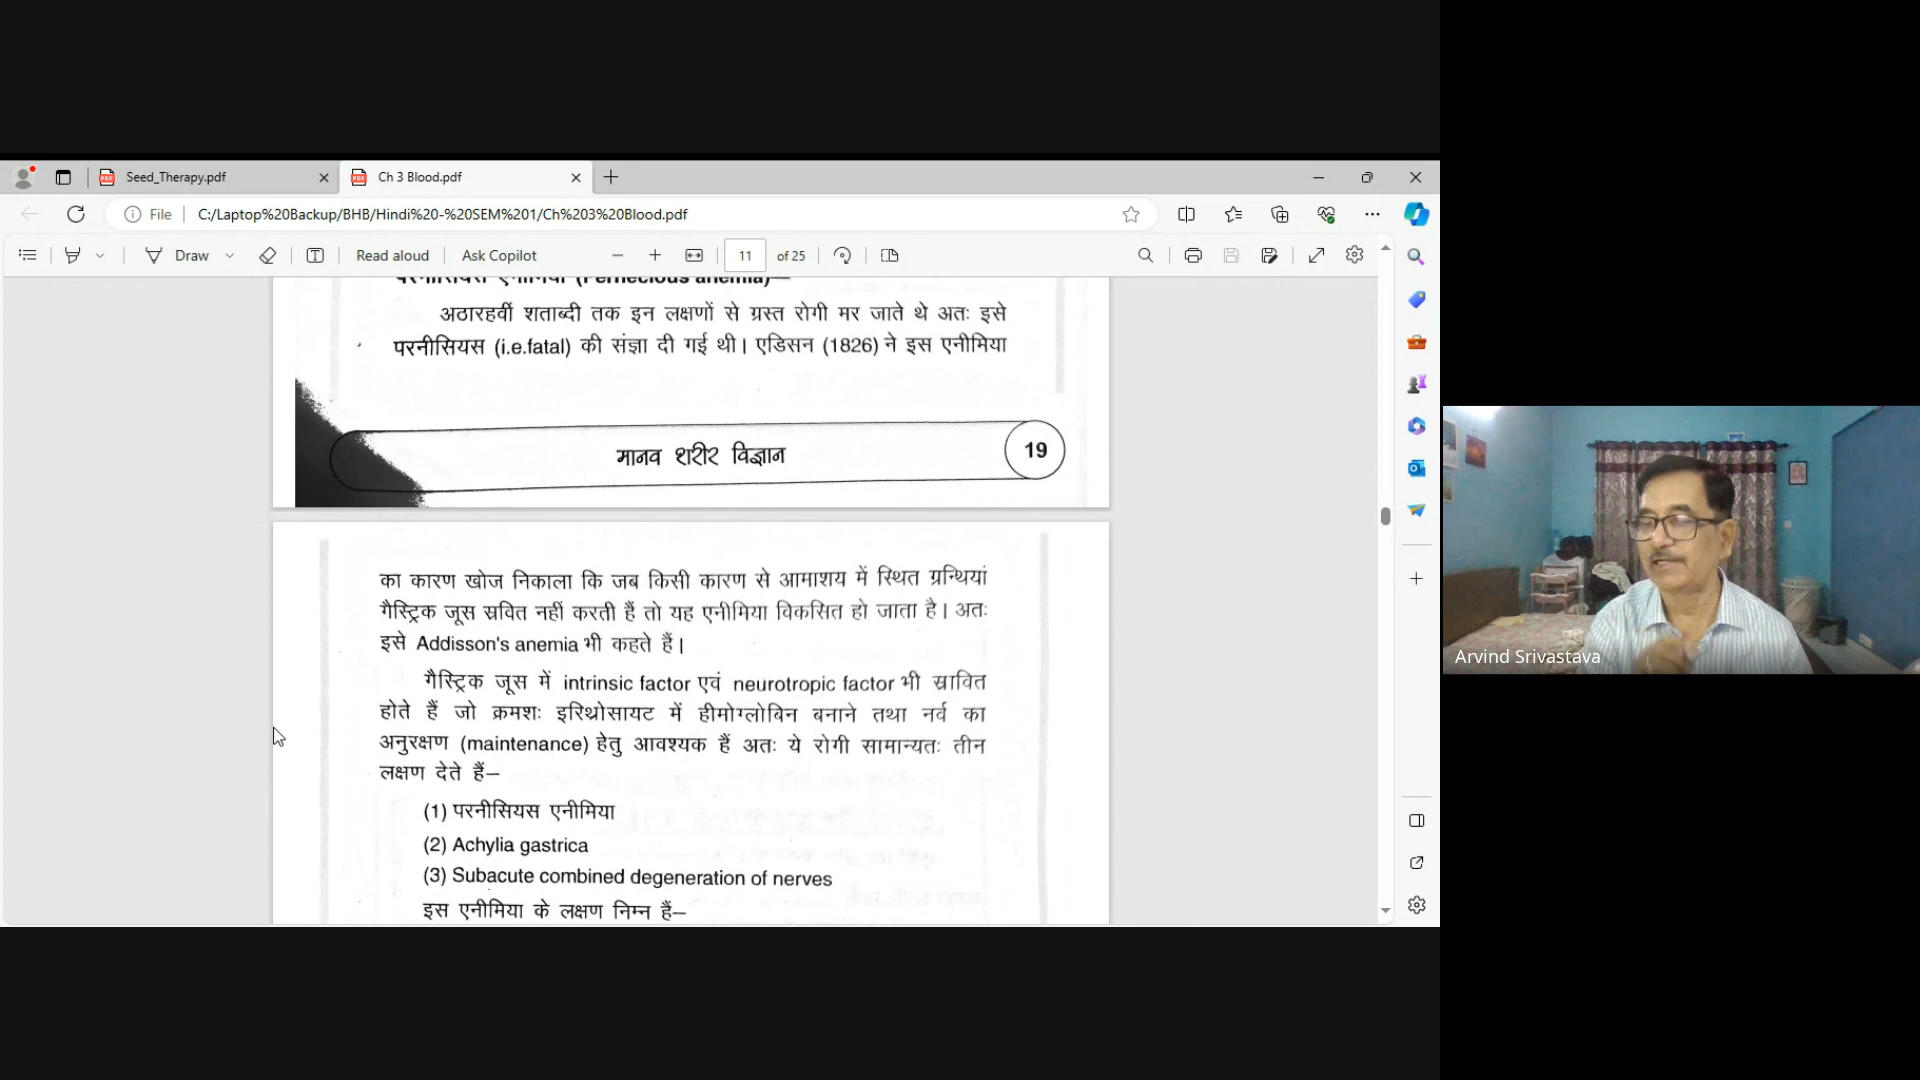 Seed_Therapy.pdf
Ch 3 Blood.pdf
File
C:/Laptop%20Backup/BHB/Hindi%20-%20SEM%201/Ch%203%20Blood.pdf
Draw
Read aloud
Ask Copilot
11 of 25
परनीसियस एनीमिया (Pernecious anemia)—
अठारहवीं शताब्दी तक इन लक्षणों से ग्रस्त रोगी मर जाते थे अतः इसे
परनीसियस (i.e.fatal) की संज्ञा दी गई थी। एडिसन (1826) ने इस एनीमिया
मानव शरीर विज्ञान
19
का कारण खोज निकाला कि जब किसी कारण से आमाशय में स्थित ग्रन्थियां
गैस्ट्रिक जूस स्रवित नहीं करती हैं तो यह एनीमिया विकसित हो जाता है। अतः
इसे Addisson's anemia भी कहते हैं।
गैस्ट्रिक जूस में intrinsic factor एवं neurotropic factor भी स्रावित
होते हैं जो क्रमशः इरिथ्रोसायट में हीमोग्लोबिन बनाने तथा नर्व का
अनुरक्षण (maintenance) हेतु आवश्यक हैं अतः ये रोगी सामान्यतः तीन
लक्षण देते हैं—
(1) परनीसियस एनीमिया
(2) Achylia gastrica
(3) Subacute combined degeneration of nerves
इस एनीमिया के लक्षण निम्न हैं—
Arvind Srivastava